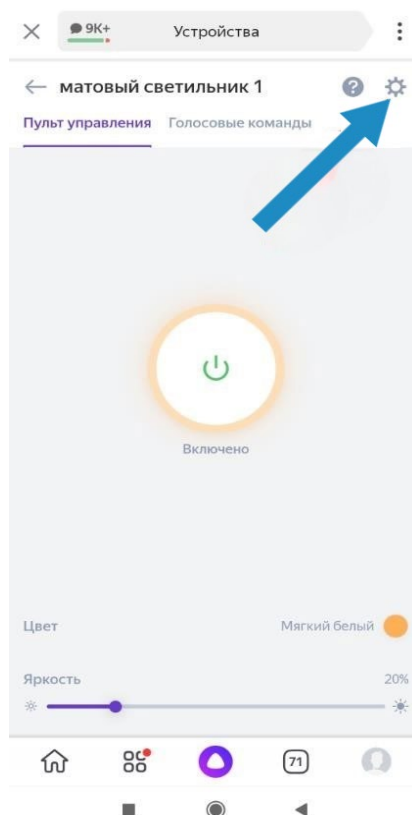 9K+
Устройства
матовый светильник 1
?
Пульт управления Голосовые команды
Включено
Цвет Мягкий белый
Яркость 20%
71